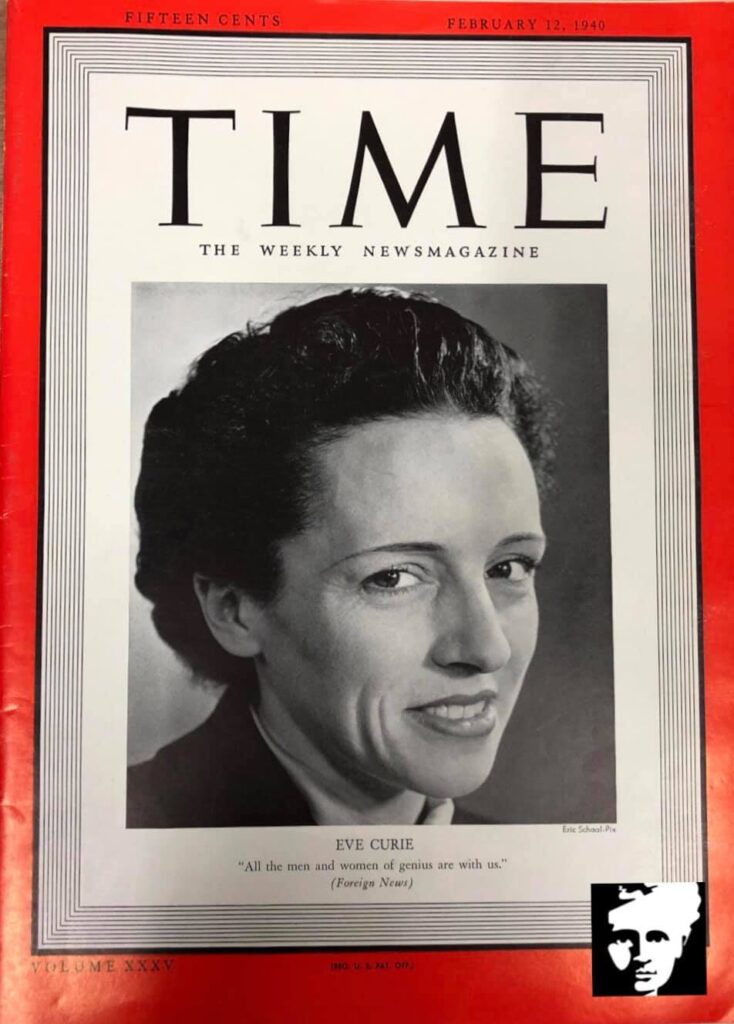 FIFTEEN CENTS
FEBRUARY 12, 1940
TIME
THE WEEKLY NEWSMAGAZINE
Eric Schaal-Pix
EVE CURIE
"All the men and women of genius are with us."
(Foreign News)
VOLUME XXXV
(REG. U. S. PAT. OFF.)